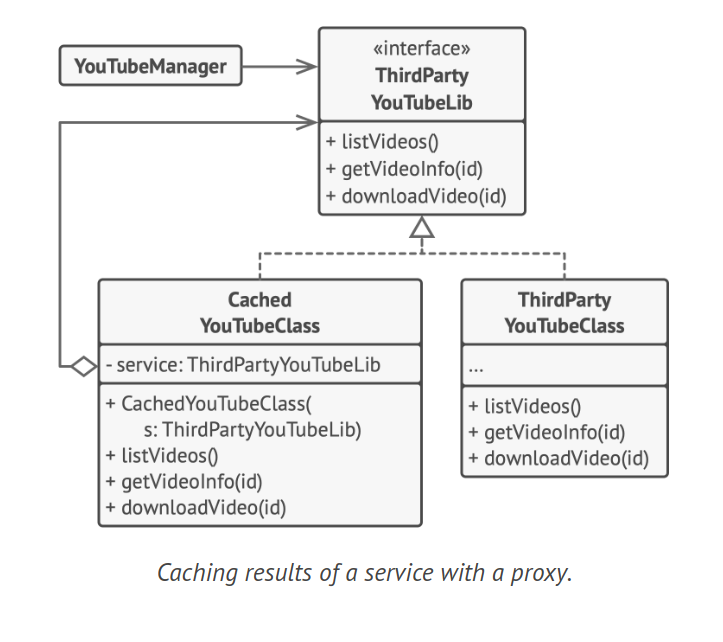 YouTubeManager
«interface»
ThirdParty
YouTubeLib
+ listVideos()
+ getVideoInfo(id)
+ downloadVideo(id)
Cached
YouTubeClass
- service: ThirdPartyYouTubeLib
+ CachedYouTubeClass(
s: ThirdPartyYouTubeLib)
+ listVideos()
+ getVideoInfo(id)
+ downloadVideo(id)
ThirdParty
YouTubeClass
...
+ listVideos()
+ getVideoInfo(id)
+ downloadVideo(id)
Caching results of a service with a proxy.